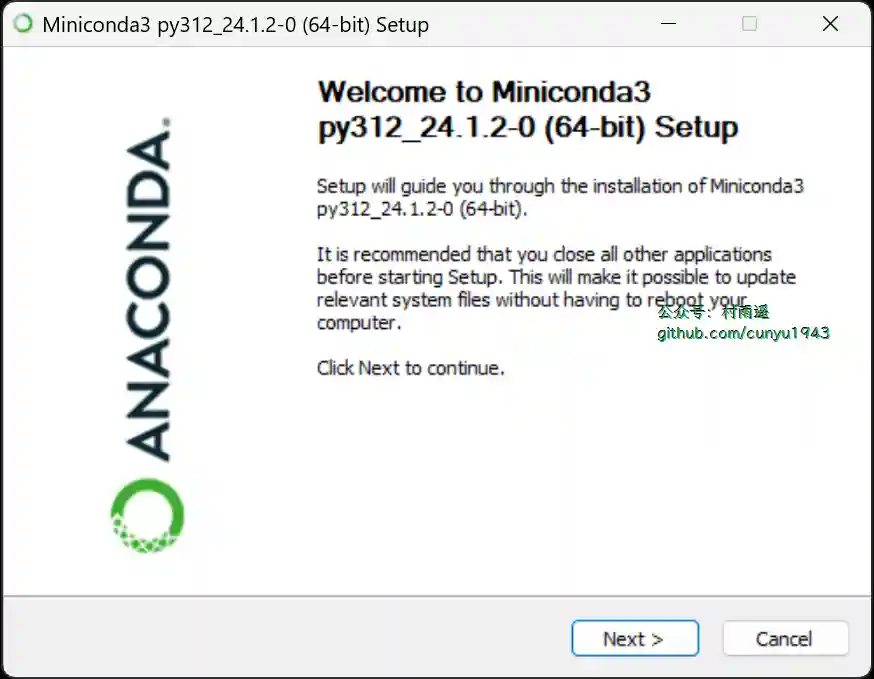 Miniconda3 py312_24.1.2-0 (64-bit) Setup
Welcome to Miniconda3
py312_24.1.2-0 (64-bit) Setup
ANACONDA.
Setup will guide you through the installation of Miniconda3
py312_24.1.2-0 (64-bit).
It is recommended that you close all other applications
before starting Setup. This will make it possible to update
relevant system files without having to reboot your
computer.
公众号：村雨遥
github.com/cunyu1943
Click Next to continue.
Next >
Cancel